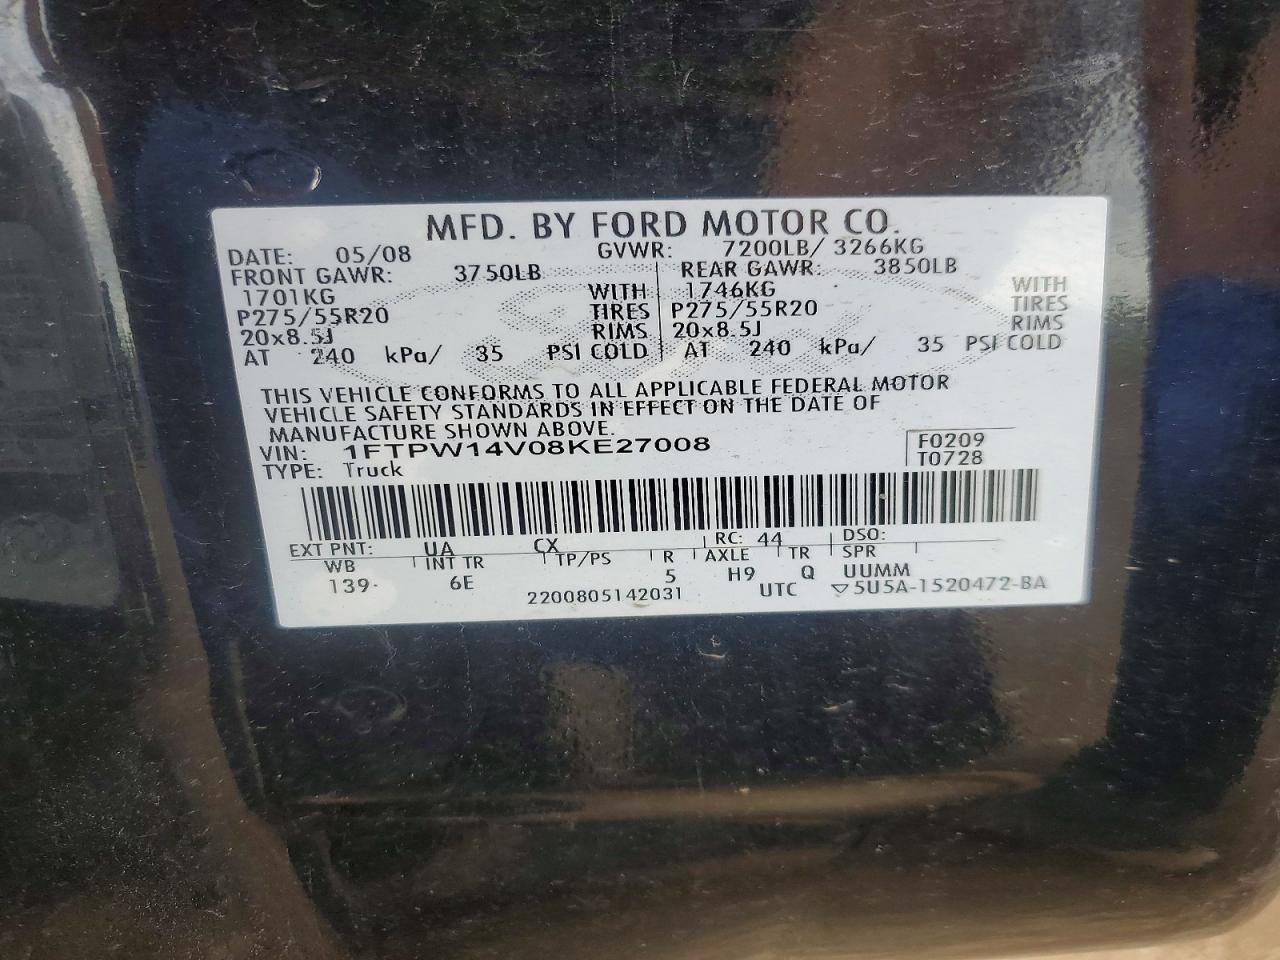 MFD. BY FORD MOTOR CO.
DATE: 05/08 GVWR: 7200LB/ 3266KG
FRONT GAWR: 3750LB REAR GAWR: 3850LB
1701KG WITH 1746KG WITH
P275/55R20 TIRES P275/55R20 TIRES
20x8.5J RIMS 20x8.5J RIMS
AT 240 kPa/ 35 PSI COLD AT 240 kPa/ 35 PSI COLD
THIS VEHICLE CONFORMS TO ALL APPLICABLE FEDERAL MOTOR
VEHICLE SAFETY STANDARDS IN EFFECT ON THE DATE OF
MANUFACTURE SHOWN ABOVE.
VIN: 1FTPW14V08KE27008 F0209
TYPE: Truck T0728
EXT PNT: UA CX RC: 44 DSO:
WB INT TR TP/PS R AXLE TR SPR
139 6E 5 H9 Q UUMM
2200805142031 UTC ▽5U5A-1520472-BA